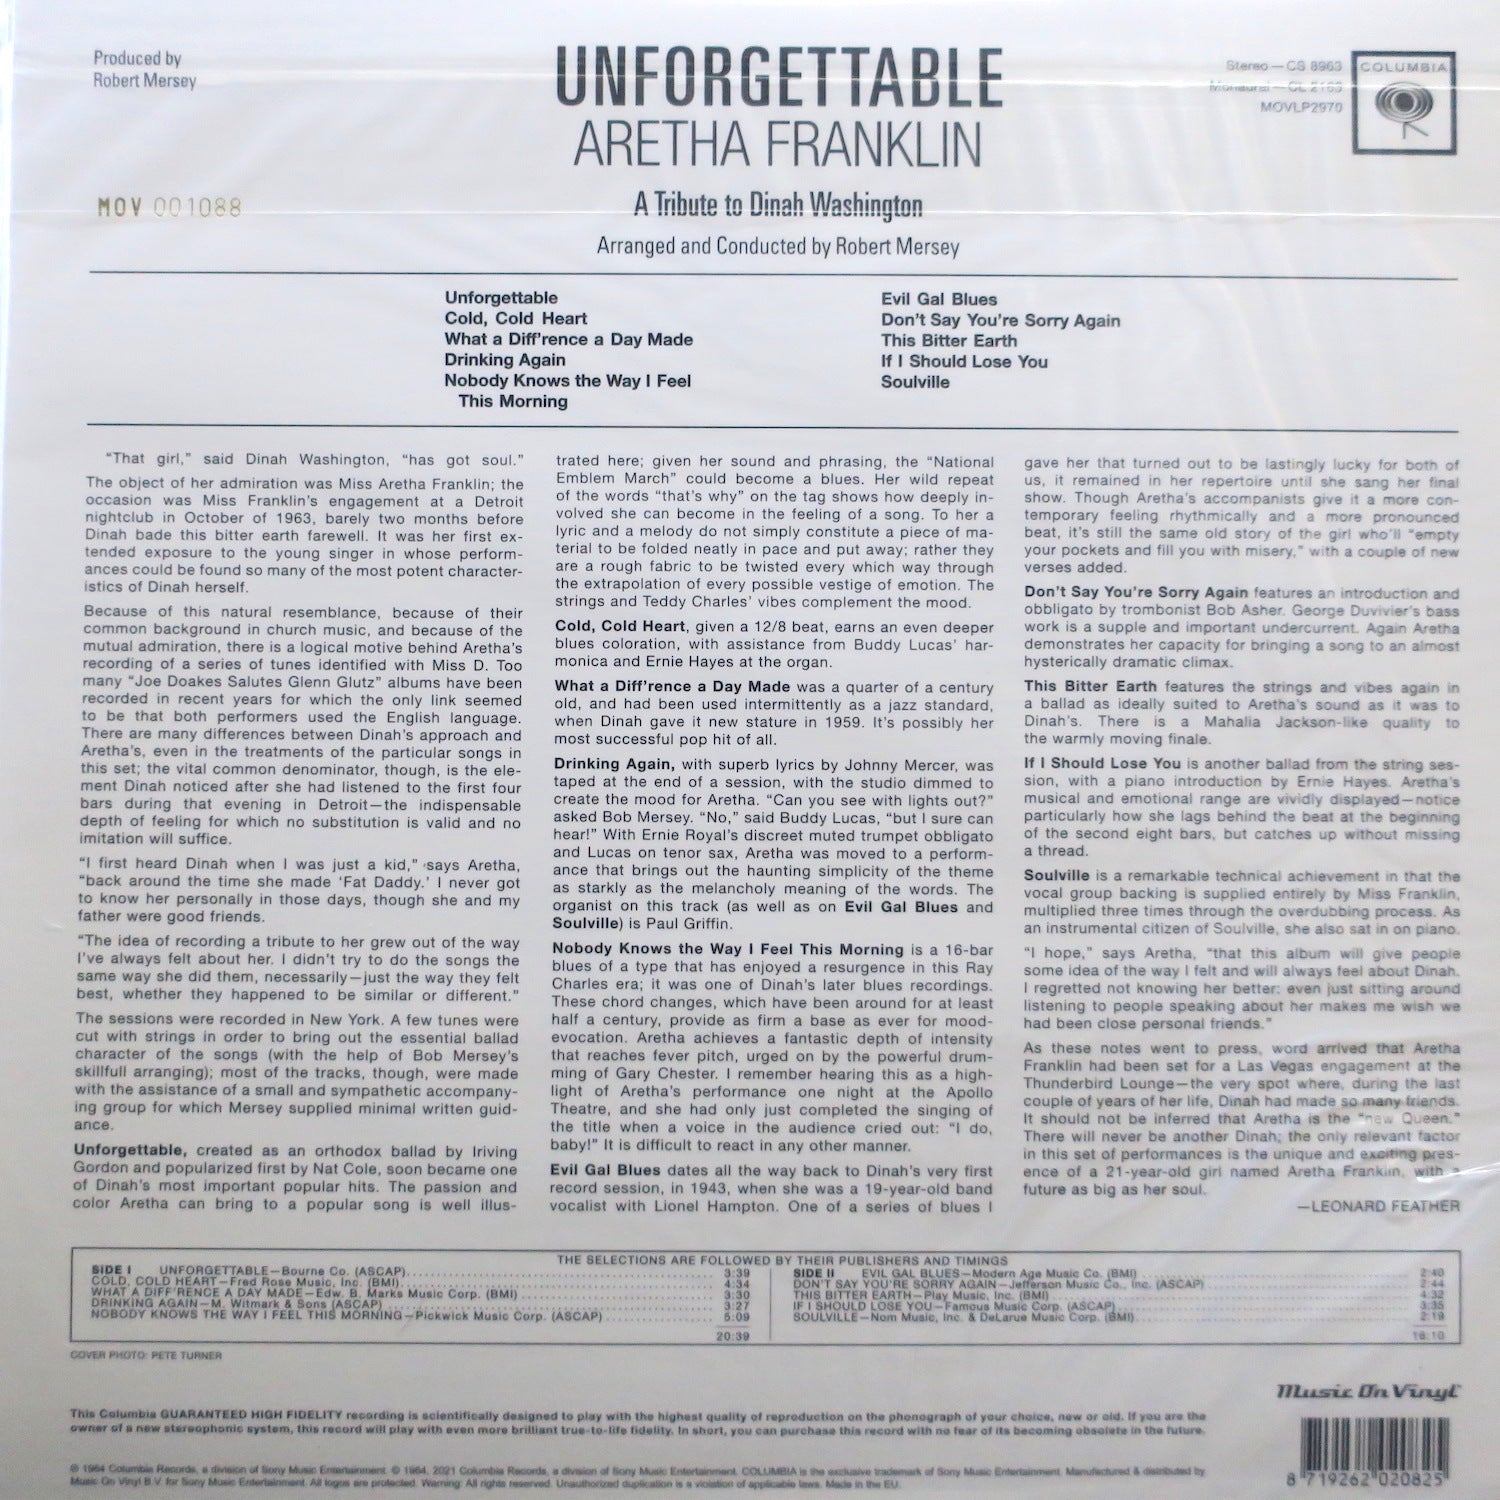 Produced by
Robert Mersey
UNFORGETTABLE
ARETHA FRANKLIN
Stereo—CS 8963
Monaural—CL 2163
MOVLP2970
COLUMBIA
MOV 001088
A Tribute to Dinah Washington
Arranged and Conducted by Robert Mersey
Unforgettable
Cold, Cold Heart
What a Diff'rence a Day Made
Drinking Again
Nobody Knows the Way I Feel
This Morning
Evil Gal Blues
Don't Say You're Sorry Again
This Bitter Earth
If I Should Lose You
Soulville
“That girl,” said Dinah Washington, “has got soul.”
The object of her admiration was Miss Aretha Franklin; the
occasion was Miss Franklin's engagement at a Detroit
nightclub in October of 1963, barely two months before
Dinah bade this bitter earth farewell. It was her first ex-
tended exposure to the young singer in whose perform-
ances could be found so many of the most potent character-
istics of Dinah herself.
Because of this natural resemblance, because of their
common background in church music, and because of the
mutual admiration, there is a logical motive behind Aretha's
recording of a series of tunes identified with Miss D. Too
many “Joe Doakes Salutes Glenn Glutz” albums have been
recorded in recent years for which the only link seemed
to be that both performers used the English language.
There are many differences between Dinah's approach and
Aretha's, even in the treatments of the particular songs in
this set; the vital common denominator, though, is the ele-
ment Dinah noticed after she had listened to the first four
bars during that evening in Detroit—the indispensable
depth of feeling for which no substitution is valid and no
imitation will suffice.
“I first heard Dinah when I was just a kid,” says Aretha,
“back around the time she made ‘Fat Daddy.’ I never got
to know her personally in those days, though she and my
father were good friends.
“The idea of recording a tribute to her grew out of the way
I've always felt about her. I didn't try to do the songs the
same way she did them, necessarily—just the way they felt
best, whether they happened to be similar or different.”
The sessions were recorded in New York. A few tunes were
cut with strings in order to bring out the essential ballad
character of the songs (with the help of Bob Mersey's
skillfull arranging); most of the tracks, though, were made
with the assistance of a small and sympathetic accompany-
ing group for which Mersey supplied minimal written guid-
ance.
Unforgettable, created as an orthodox ballad by Iriving
Gordon and popularized first by Nat Cole, soon became one
of Dinah's most important popular hits. The passion and
color Aretha can bring to a popular song is well illus-
trated here; given her sound and phrasing, the “National
Emblem March” could become a blues. Her wild repeat
of the words “that's why” on the tag shows how deeply in-
volved she can become in the feeling of a song. To her a
lyric and a melody do not simply constitute a piece of ma-
terial to be folded neatly in pace and put away; rather they
are a rough fabric to be twisted every which way through
the extrapolation of every possible vestige of emotion. The
strings and Teddy Charles' vibes complement the mood.
Cold, Cold Heart, given a 12/8 beat, earns an even deeper
blues coloration, with assistance from Buddy Lucas' har-
monica and Ernie Hayes at the organ.
What a Diff'rence a Day Made was a quarter of a century
old, and had been used intermittently as a jazz standard,
when Dinah gave it new stature in 1959. It's possibly her
most successful pop hit of all.
Drinking Again, with superb lyrics by Johnny Mercer, was
taped at the end of a session, with the studio dimmed to
create the mood for Aretha. “Can you see with lights out?”
asked Bob Mersey. “No,” said Buddy Lucas, “but I sure can
hear!” With Ernie Royal's discreet muted trumpet obbligato
and Lucas on tenor sax, Aretha was moved to a perform-
ance that brings out the haunting simplicity of the theme
as starkly as the melancholy meaning of the words. The
organist on this track (as well as on Evil Gal Blues and
Soulville) is Paul Griffin.
Nobody Knows the Way I Feel This Morning is a 16-bar
blues of a type that has enjoyed a resurgence in this Ray
Charles era; it was one of Dinah's later blues recordings.
These chord changes, which have been around for at least
half a century, provide as firm a base as ever for mood-
evocation. Aretha achieves a fantastic depth of intensity
that reaches fever pitch, urged on by the powerful drum-
ming of Gary Chester. I remember hearing this as a high-
light of Aretha's performance one night at the Apollo
Theatre, and she had only just completed the singing of
the title when a voice in the audience cried out: “I do,
baby!” It is difficult to react in any other manner.
Evil Gal Blues dates all the way back to Dinah's very first
record session, in 1943, when she was a 19-year-old band
vocalist with Lionel Hampton. One of a series of blues I
gave her that turned out to be lastingly lucky for both of
us, it remained in her repertoire until she sang her final
show. Though Aretha's accompanists give it a more con-
temporary feeling rhythmically and a more pronounced
beat, it's still the same old story of the girl who'll “empty
your pockets and fill you with misery,” with a couple of new
verses added.
Don't Say You're Sorry Again features an introduction and
obbligato by trombonist Bob Asher. George Duvivier's bass
work is a supple and important undercurrent. Again Aretha
demonstrates her capacity for bringing a song to an almost
hysterically dramatic climax.
This Bitter Earth features the strings and vibes again in
a ballad as ideally suited to Aretha's sound as it was to
Dinah's. There is a Mahalia Jackson-like quality to
the warmly moving finale.
If I Should Lose You is another ballad from the string ses-
sion, with a piano introduction by Ernie Hayes. Aretha's
musical and emotional range are vividly displayed—notice
particularly how she lags behind the beat at the beginning
of the second eight bars, but catches up without missing
a thread.
Soulville is a remarkable technical achievement in that the
vocal group backing is supplied entirely by Miss Franklin,
multiplied three times through the overdubbing process. As
an instrumental citizen of Soulville, she also sat in on piano.
“I hope,” says Aretha, “that this album will give people
some idea of the way I felt and will always feel about Dinah.
I regretted not knowing her better: even just sitting around
listening to people speaking about her makes me wish we
had been close personal friends.”
As these notes went to press, word arrived that Aretha
Franklin had been set for a Las Vegas engagement at the
Thunderbird Lounge—the very spot where, during the last
couple of years of her life, Dinah had made so many friends.
It should not be inferred that Aretha is the “new Queen.”
There will never be another Dinah; the only relevant factor
in this set of performances is the unique and exciting pres-
ence of a 21-year-old girl named Aretha Franklin, with a
future as big as her soul.
—LEONARD FEATHER
THE SELECTIONS ARE FOLLOWED BY THEIR PUBLISHERS AND TIMINGS
SIDE I UNFORGETTABLE—Bourne Co. (ASCAP) 3:39
COLD, COLD HEART—Fred Rose Music, Inc. (BMI) 4:34
WHAT A DIFF'RENCE A DAY MADE—Edw. B. Marks Music Corp. (BMI) 3:30
DRINKING AGAIN—M. Witmark & Sons (ASCAP) 3:27
NOBODY KNOWS THE WAY I FEEL THIS MORNING—Pickwick Music Corp. (ASCAP) 5:09
20:39
SIDE II EVIL GAL BLUES—Modern Age Music Co. (BMI) 2:40
DON'T SAY YOU'RE SORRY AGAIN—Jefferson Music Co., Inc. (ASCAP) 2:44
THIS BITTER EARTH—Play Music, Inc. (BMI) 4:32
IF I SHOULD LOSE YOU—Famous Music Corp. (ASCAP) 3:35
SOULVILLE—Nom Music, Inc. & DeLarue Music Corp. (BMI) 2:19
16:10
COVER PHOTO: PETE TURNER
Music On Vinyl
This Columbia GUARANTEED HIGH FIDELITY recording is scientifically designed to play with the highest quality of reproduction on the phonograph of your choice, new or old. If you are the
owner of a new stereophonic system, this record will play with even more brilliant true-to-life fidelity. In short, you can purchase this record with no fear of its becoming obsolete in the future.
℗ 1964 Columbia Records, a division of Sony Music Entertainment. © 1964, 2021 Columbia Records, a division of Sony Music Entertainment. COLUMBIA is the exclusive trademark of Sony Music Entertainment. Manufactured & distributed by
Music On Vinyl B.V. for Sony Music Entertainment. All logos are protected. Warning: All rights reserved. Unauthorized duplication is a violation of applicable laws. Made in the EU.
8 719262 020825